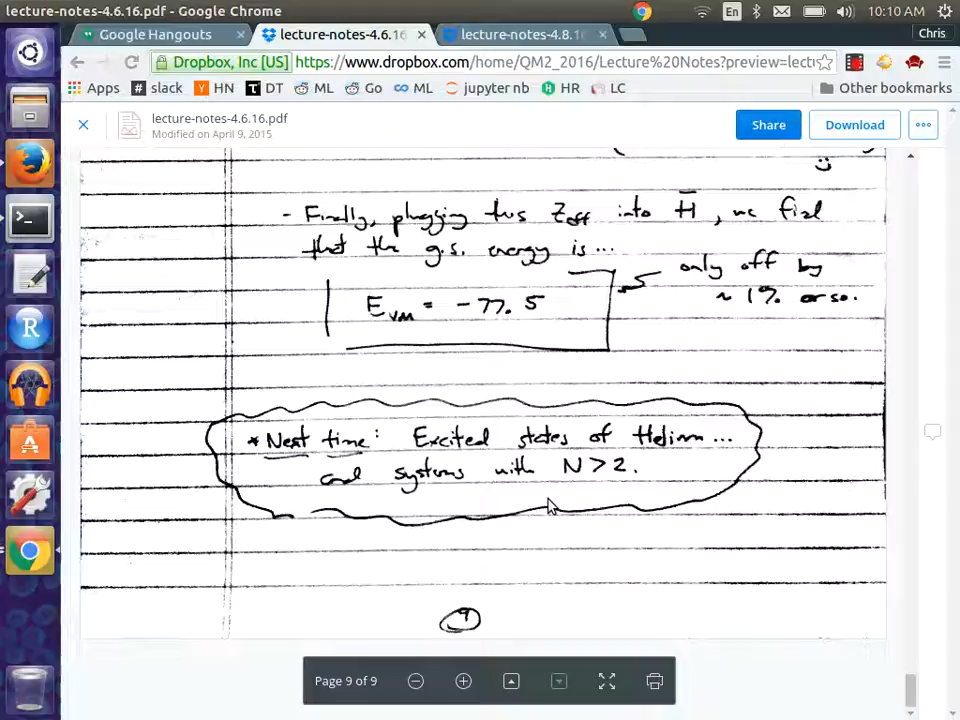 lecture-notes-4.6.16.pdf - Google Chrome
En
10:10 AM
Google Hangouts
lecture-notes-4.6.16
lecture-notes-4.8.16
Chris
Dropbox, Inc [US]
https://www.dropbox.com/home/QM2_2016/Lecture%20Notes?preview=lect
Apps
slack
HN
DT
ML
Go
ML
jupyter nb
HR
LC
Other bookmarks
lecture-notes-4.6.16.pdf
Modified on April 9, 2015
Share
Download
- Finally, plugging this Zeff into H̄, we find
that the g.s. energy is...
only off by
~ 1% or so.
EVM = -77.5
* Next time: Excited states of Helium...
and systems with N > 2.
9
Page 9 of 9